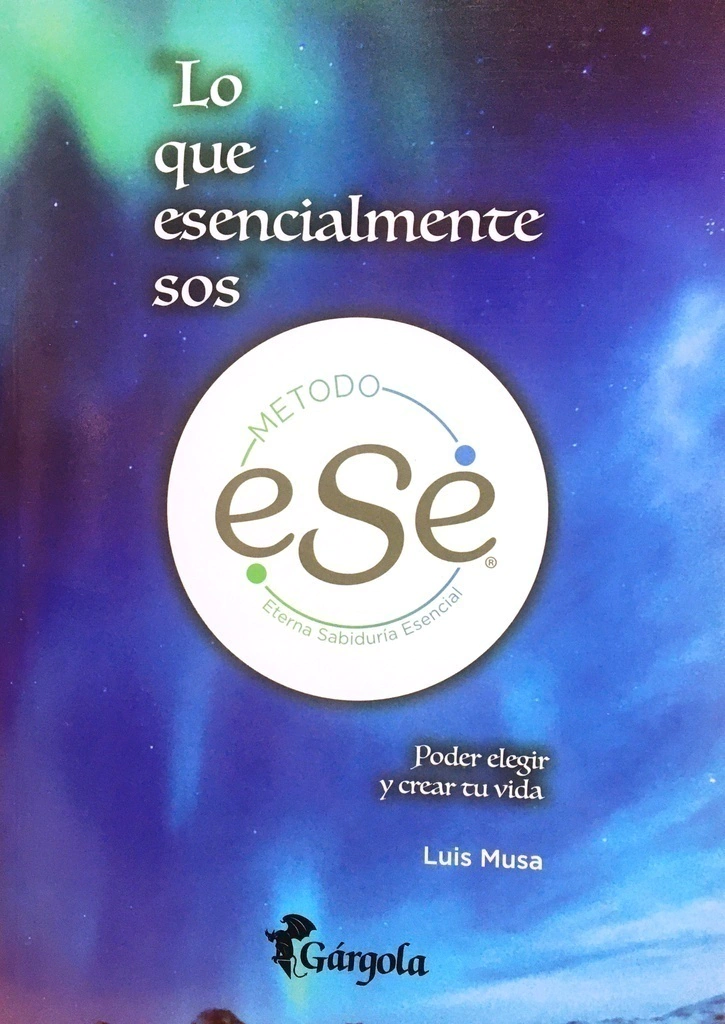 Lo
que
esencialmente
sos
METODO
eSe
®
Eterna Sabiduría Esencial
Poder elegir
y crear tu vida
Luis Musa
Gárgola